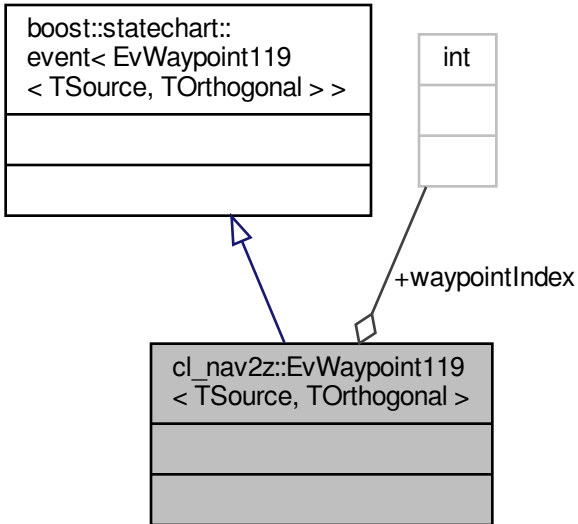 boost::statechart::
event< EvWaypoint119
< TSource, TOrthogonal > >
int
+waypointIndex
cl_nav2z::EvWaypoint119
< TSource, TOrthogonal >